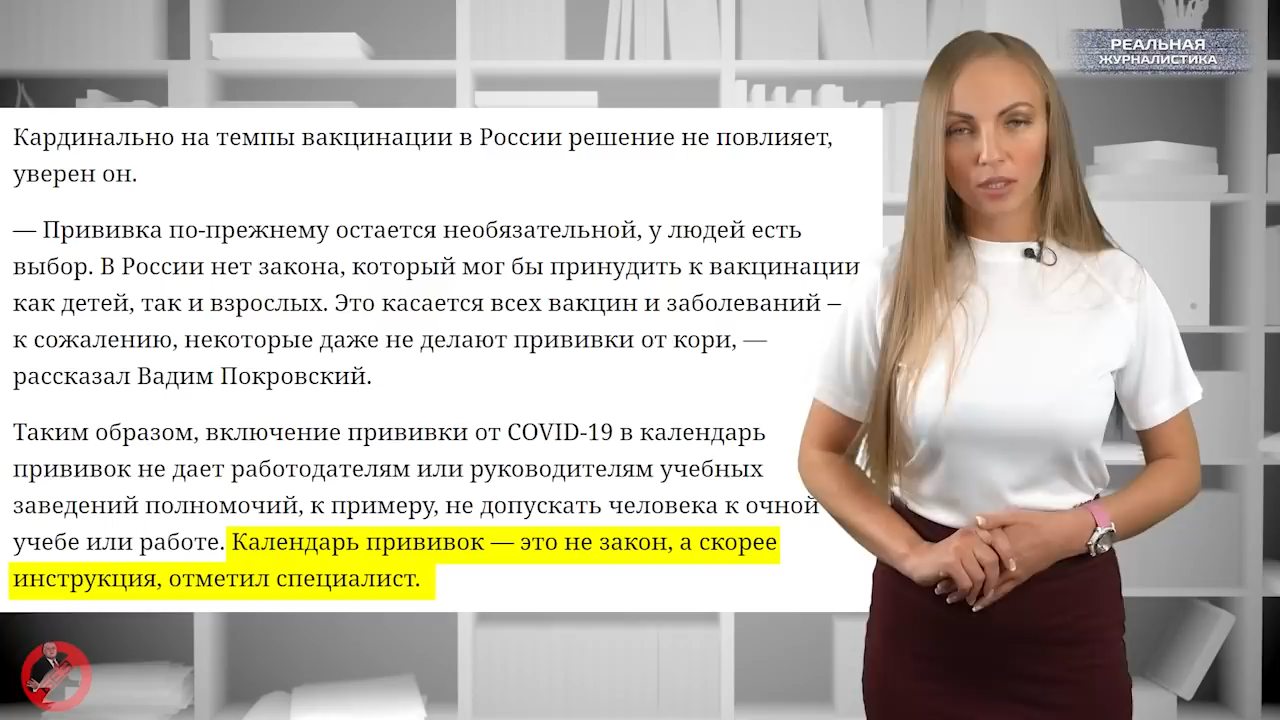 РЕАЛЬНАЯ
ЖУРНАЛИСТИКА
Кардинально на темпы вакцинации в России решение не повлияет,
уверен он.
— Прививка по-прежнему остается необязательной, у людей есть
выбор. В России нет закона, который мог бы принудить к вакцинации
как детей, так и взрослых. Это касается всех вакцин и заболеваний –
к сожалению, некоторые даже не делают прививки от кори, —
рассказал Вадим Покровский.
Таким образом, включение прививки от COVID-19 в календарь
прививок не дает работодателям или руководителям учебных
заведений полномочий, к примеру, не допускать человека к очной
учебе или работе. Календарь прививок — это не закон, а скорее
инструкция, отметил специалист.